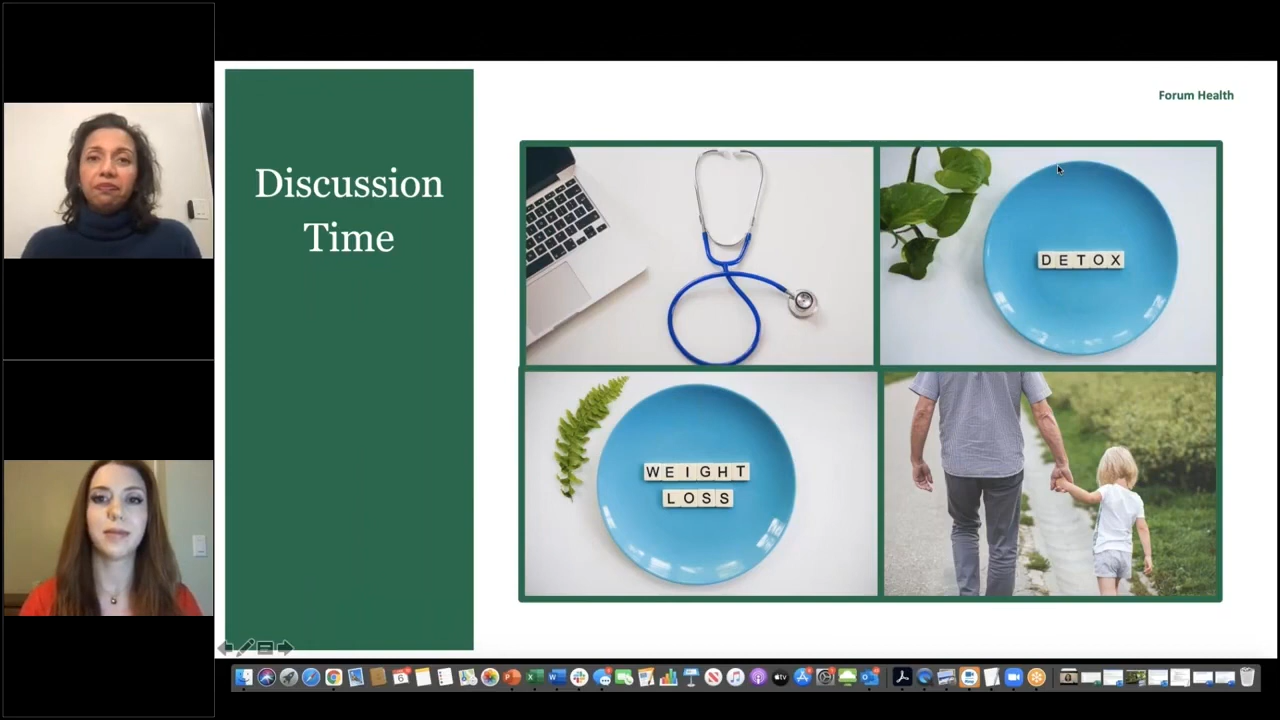 Discussion
Time
Forum Health
DETOX
WEIGHT
LOSS